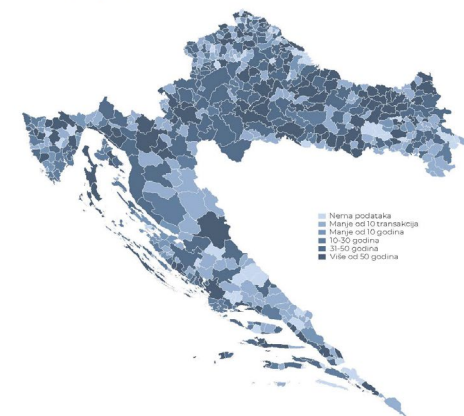 Nema podataka
Manje od 10 transakcija
Manje od 10 godina
10-30 godina
31-50 godina
Više od 50 godina